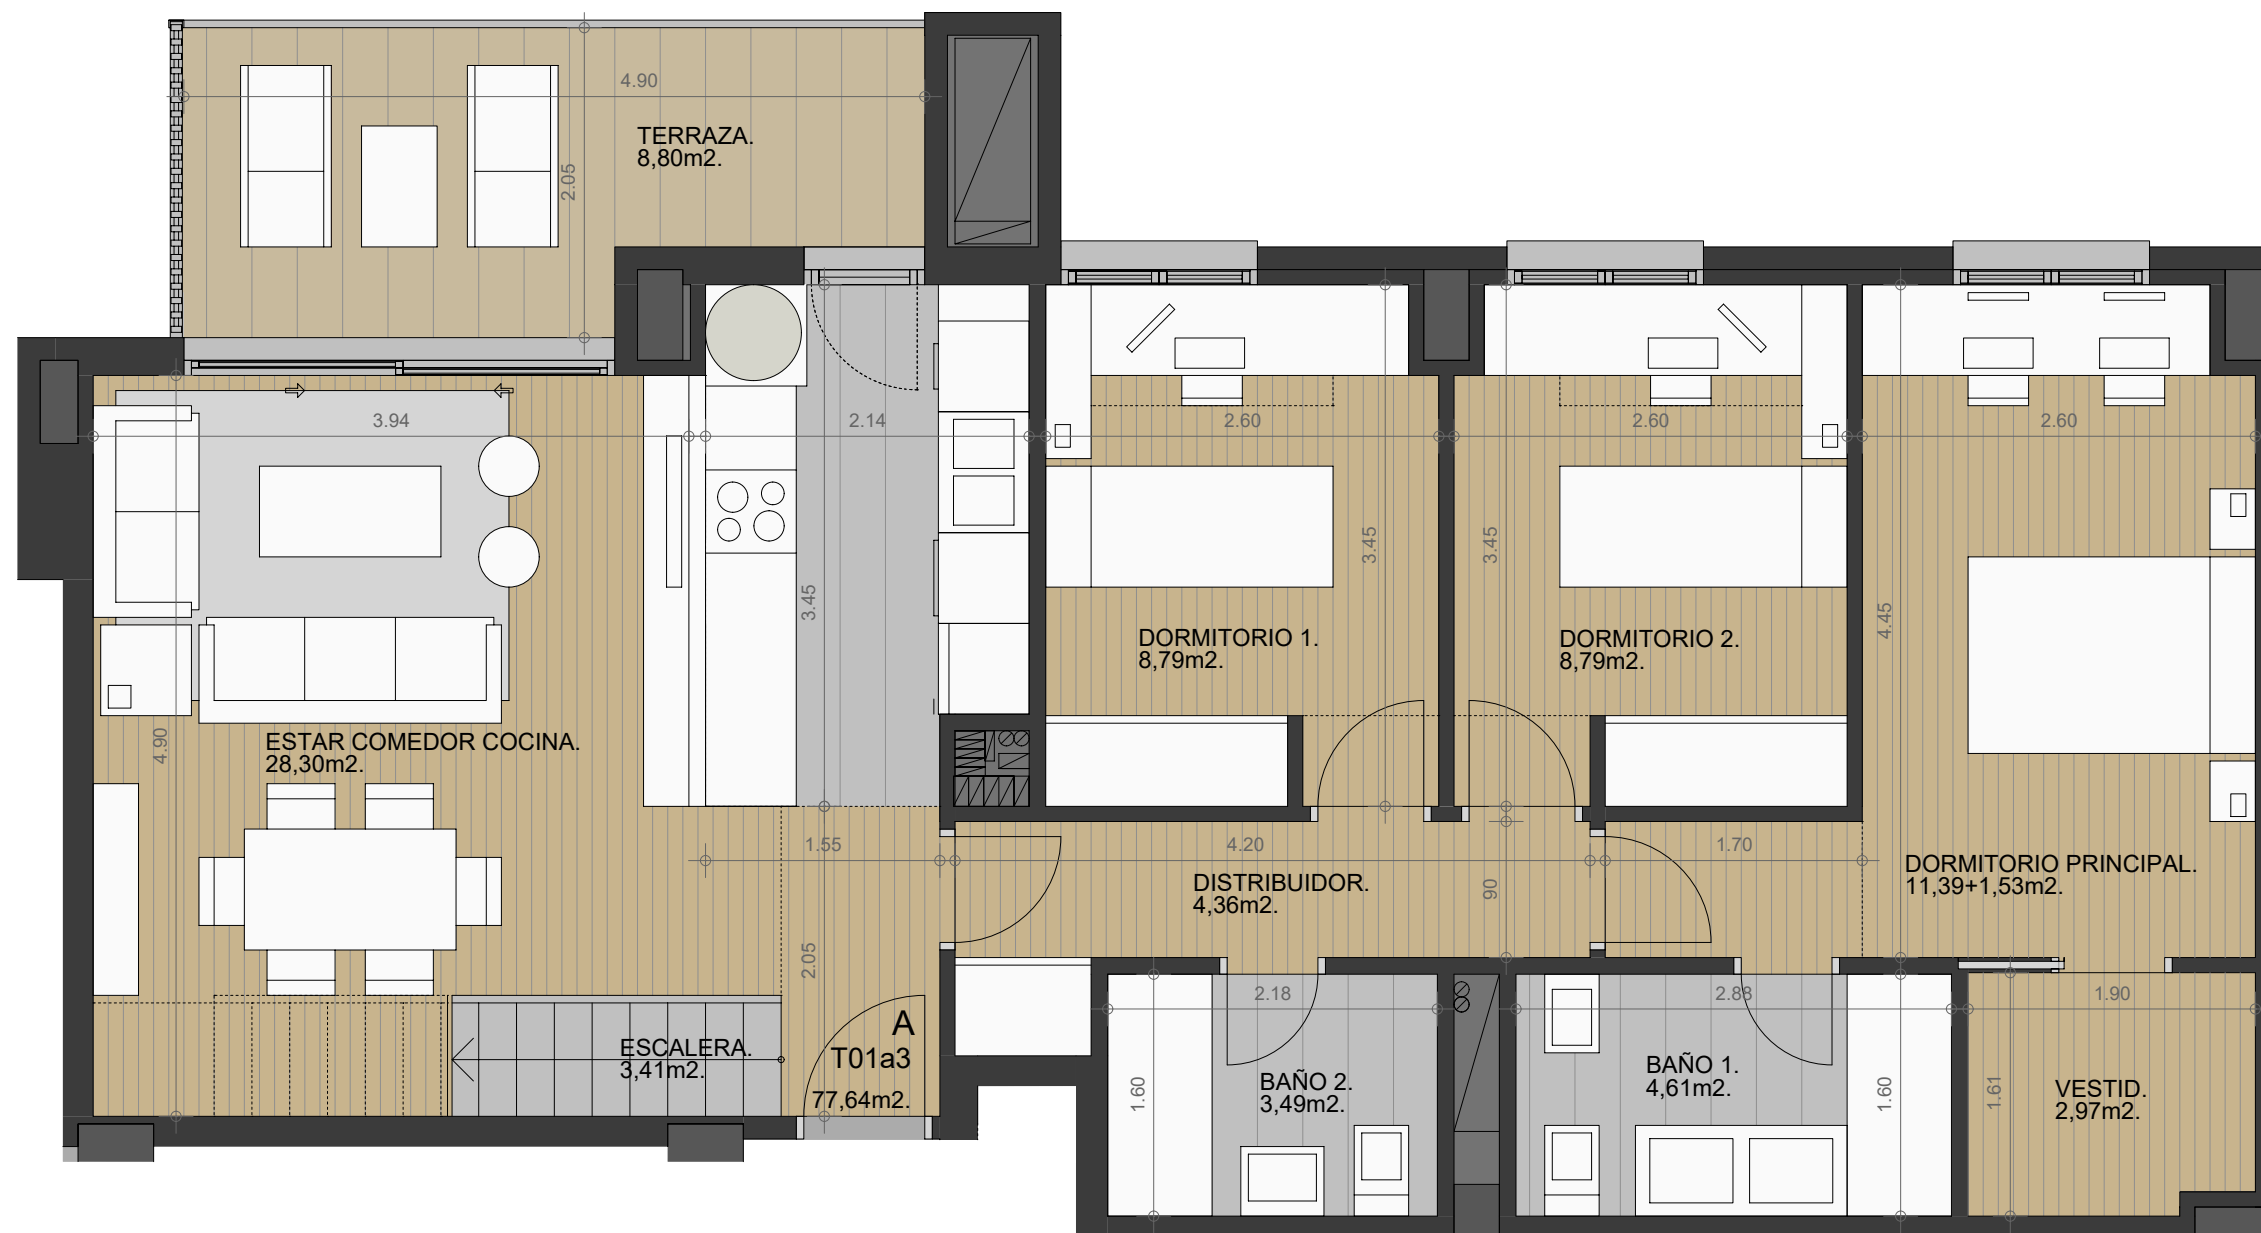 4.90
TERRAZA.
8,80m2.
2.05
3.94
2.14
2.60
2.60
2.60
3.45
3.45
3.45
4.45
DORMITORIO 1.
8,79m2.
DORMITORIO 2.
8,79m2.
ESTAR COMEDOR COCINA.
28,30m2.
4.90
1.55
4.20
1.70
DORMITORIO PRINCIPAL.
11,39+1,53m2.
DISTRIBUIDOR.
4,36m2.
90
2.05
2.18
2.88
1.90
A
T01a3
77,64m2.
ESCALERA.
3,41m2.
BAÑO 2.
3,49m2.
1.60
BAÑO 1.
4,61m2.
1.60
1.61
VESTID.
2,97m2.